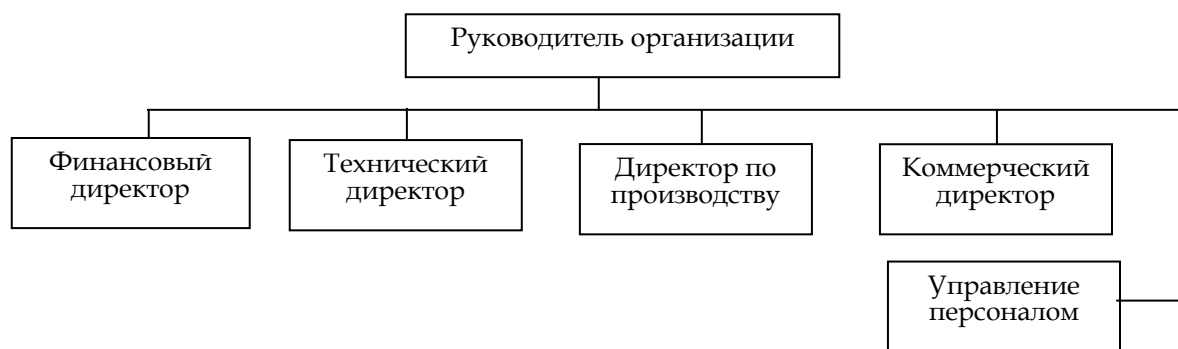 Руководитель организации
Финансовый
директор
Технический
директор
Директор по
производству
Коммерческий
директор
Управление
персоналом